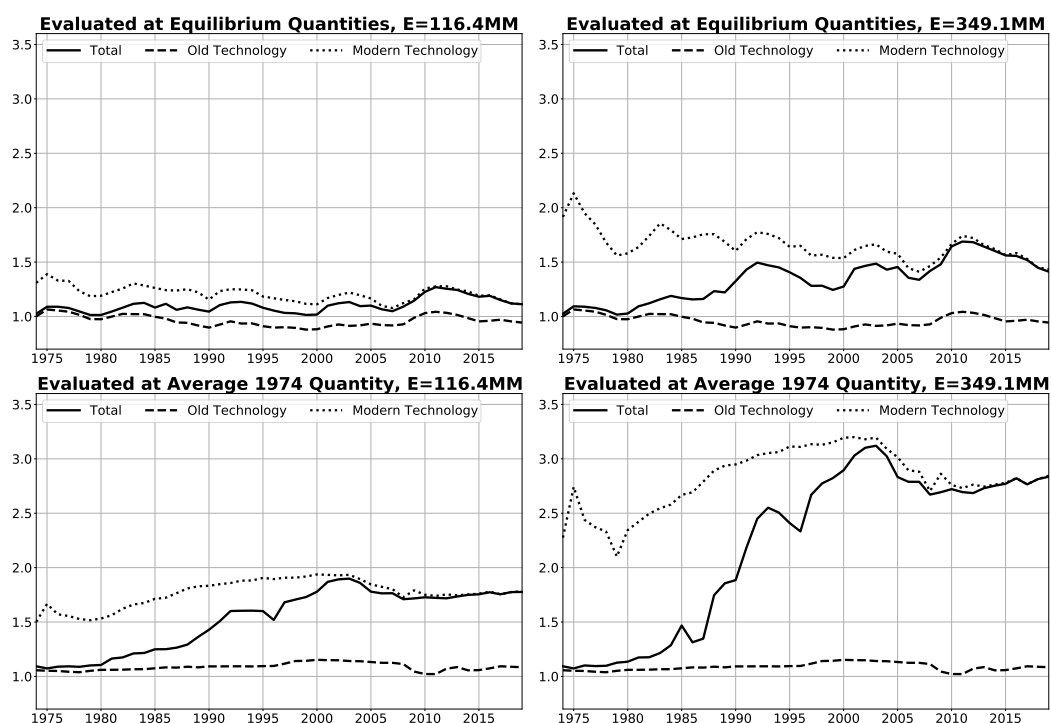 Evaluated at Equilibrium Quantities, E=116.4MM
Total Old Technology Modern Technology
3.5
3.0
2.5
2.0
1.5
1.0
1975 1980 1985 1990 1995 2000 2005 2010 2015
Evaluated at Equilibrium Quantities, E=349.1MM
Total Old Technology Modern Technology
3.5
3.0
2.5
2.0
1.5
1.0
1975 1980 1985 1990 1995 2000 2005 2010 2015
Evaluated at Average 1974 Quantity, E=116.4MM
Total Old Technology Modern Technology
3.5
3.0
2.5
2.0
1.5
1.0
1975 1980 1985 1990 1995 2000 2005 2010 2015
Evaluated at Average 1974 Quantity, E=349.1MM
Total Old Technology Modern Technology
3.5
3.0
2.5
2.0
1.5
1.0
1975 1980 1985 1990 1995 2000 2005 2010 2015